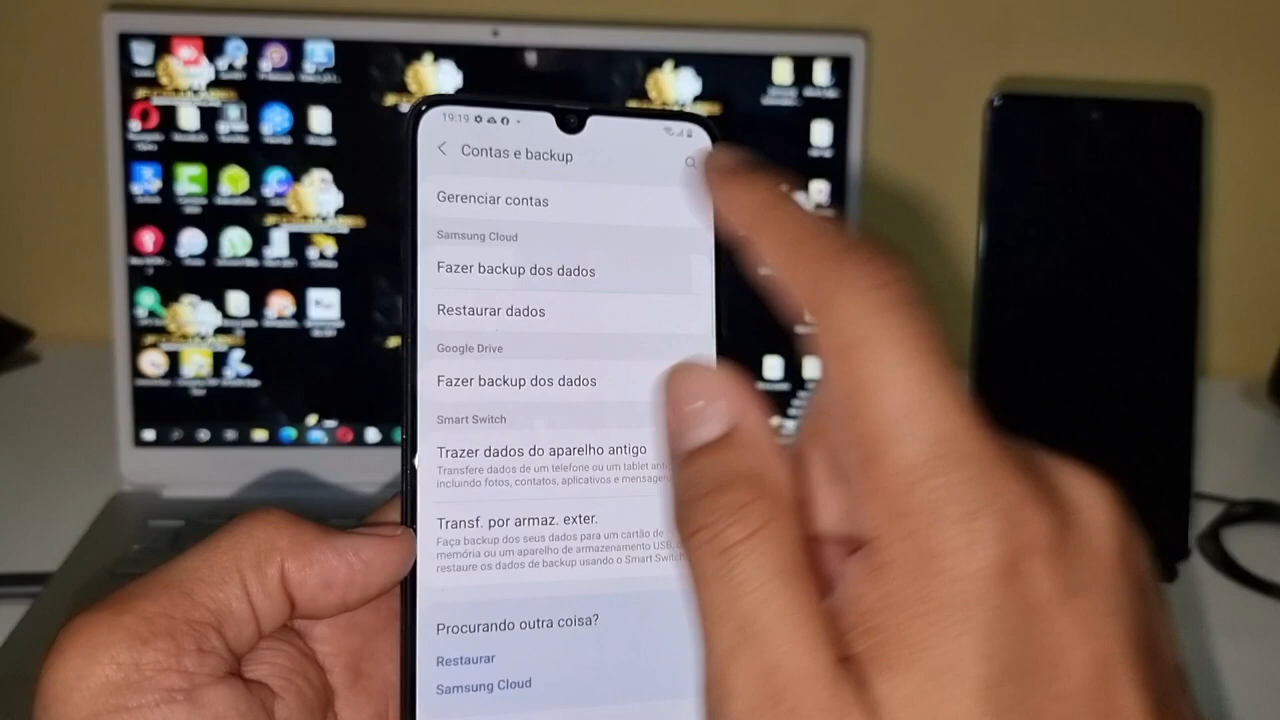 19:19
Contas e backup
Gerenciar contas
Samsung Cloud
Fazer backup dos dados
Restaurar dados
Google Drive
Fazer backup dos dados
Smart Switch
Trazer dados do aparelho antigo
Transfere dados de um telefone ou um tablet
incluindo fotos, contatos, aplicativos e
Transf. por armaz. exter.
Faça backup dos seus dados para um cartão de
memória ou um aparelho de armazenamento USB,
restaure os dados de backup usando o Smart
Procurando outra coisa?
Restaurar
Samsung Cloud